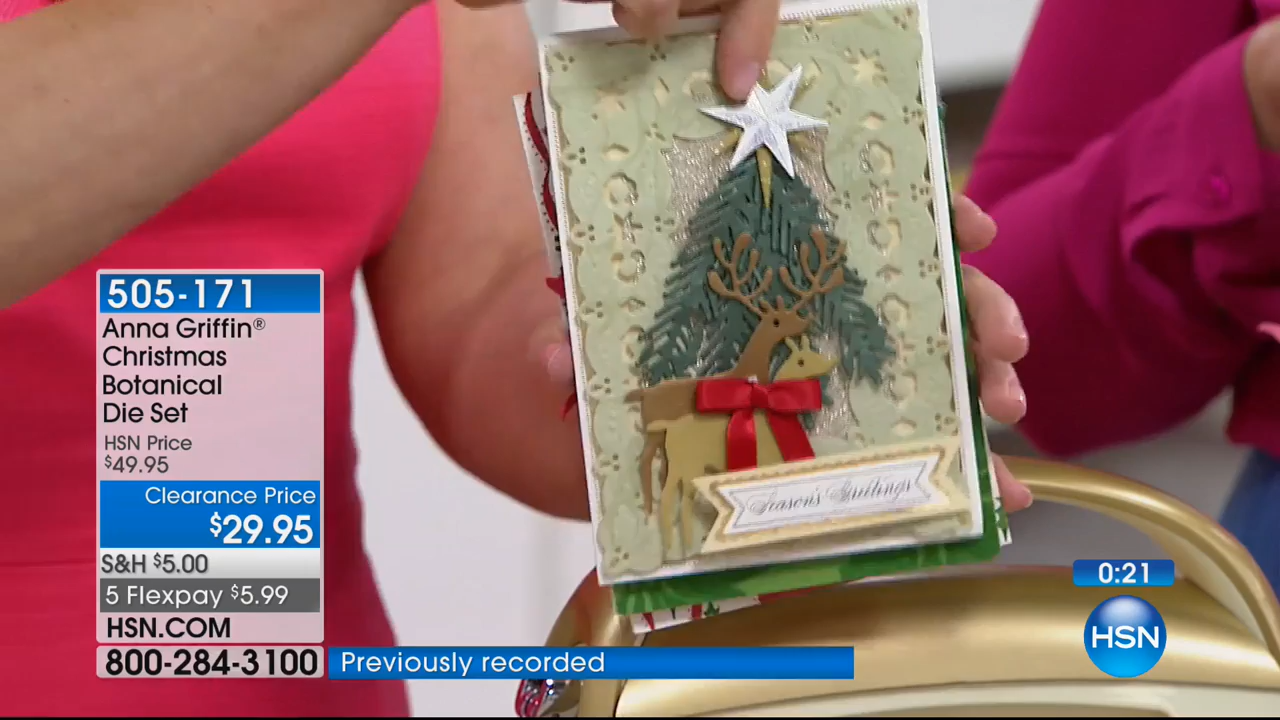 505-171
Anna Griffin®
Christmas
Botanical
Die Set
HSN Price
$49.95
Clearance Price
$29.95
S&H $5.00
5 Flexpay $5.99
HSN.COM
800-284-3100
Previously recorded
Season's Greetings
0:21
HSN